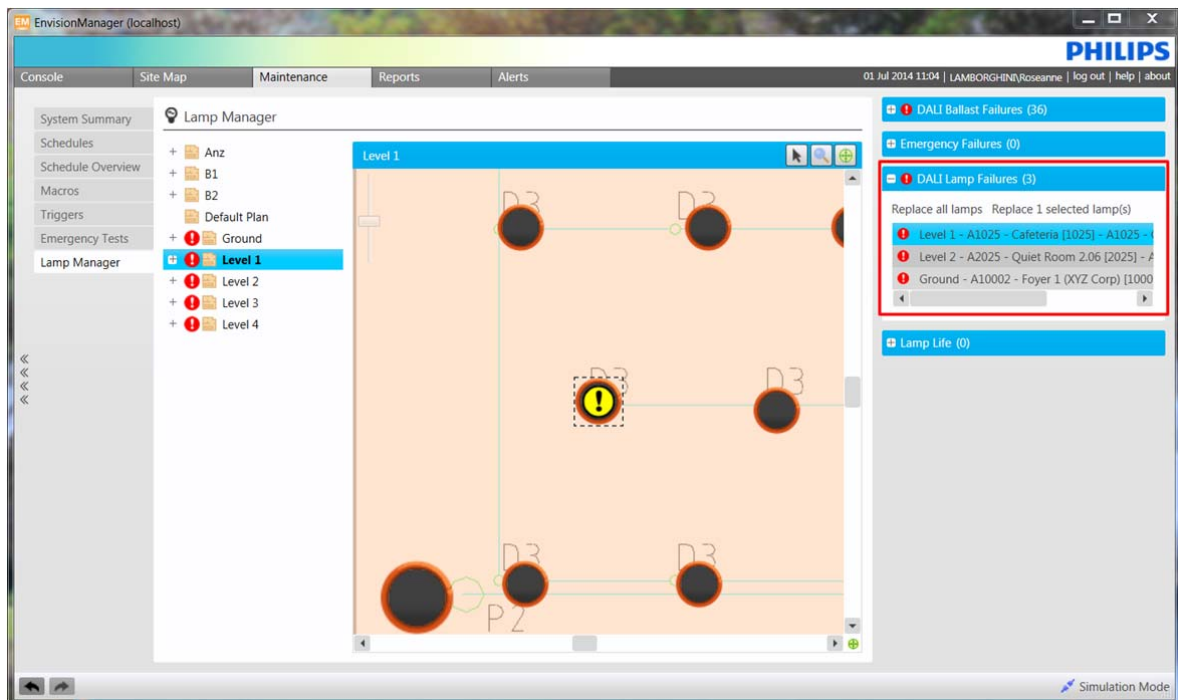 EM EnvisionManager (localhost)
PHILIPS
Console Site Map Maintenance Reports Alerts
01 Jul 2014 11:04 | LAMBORGHINI\Roseanne | log out | help | about
System Summary
Schedules
Schedule Overview
Macros
Triggers
Emergency Tests
Lamp Manager
Lamp Manager
Anz
B1
B2
Default Plan
Ground
Level 1
Level 2
Level 3
Level 4
Level 1
D3 D3
D3 D3
D3 D3
P2
DALI Ballast Failures (36)
Emergency Failures (0)
DALI Lamp Failures (3)
Replace all lamps Replace 1 selected lamp(s)
Level 1 - A1025 - Cafeteria [1025] - A1025 -
Level 2 - A2025 - Quiet Room 2.06 [2025] -
Ground - A10002 - Foyer 1 (XYZ Corp) [1000
Lamp Life (0)
Simulation Mode